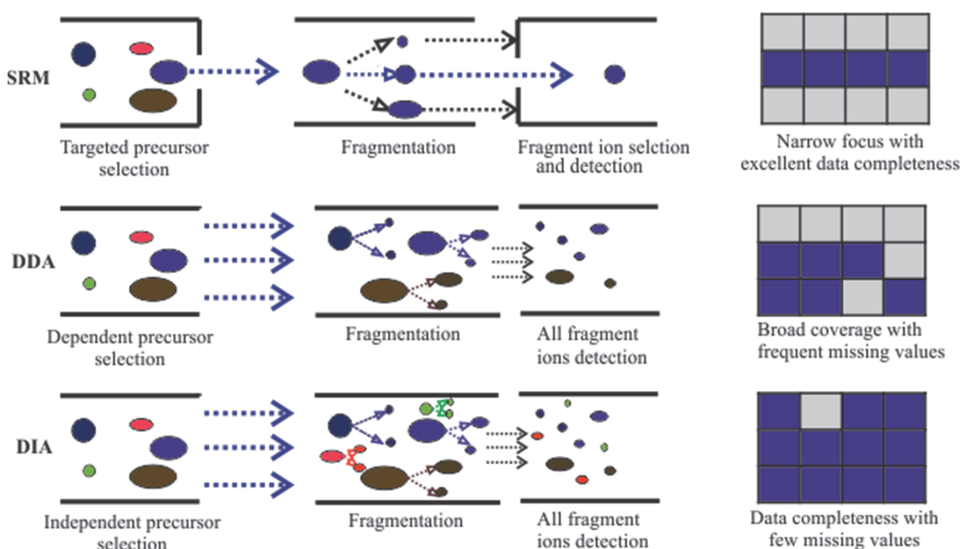 SRM
Targeted precursor
selection
Fragmentation
Fragment ion selction
and detection
Narrow focus with
excellent data completeness
DDA
Dependent precursor
selection
Fragmentation
All fragment
ions detection
Broad coverage with
frequent missing values
DIA
Independent precursor
selection
Fragmentation
All fragment
ions detection
Data completeness with
few missing values